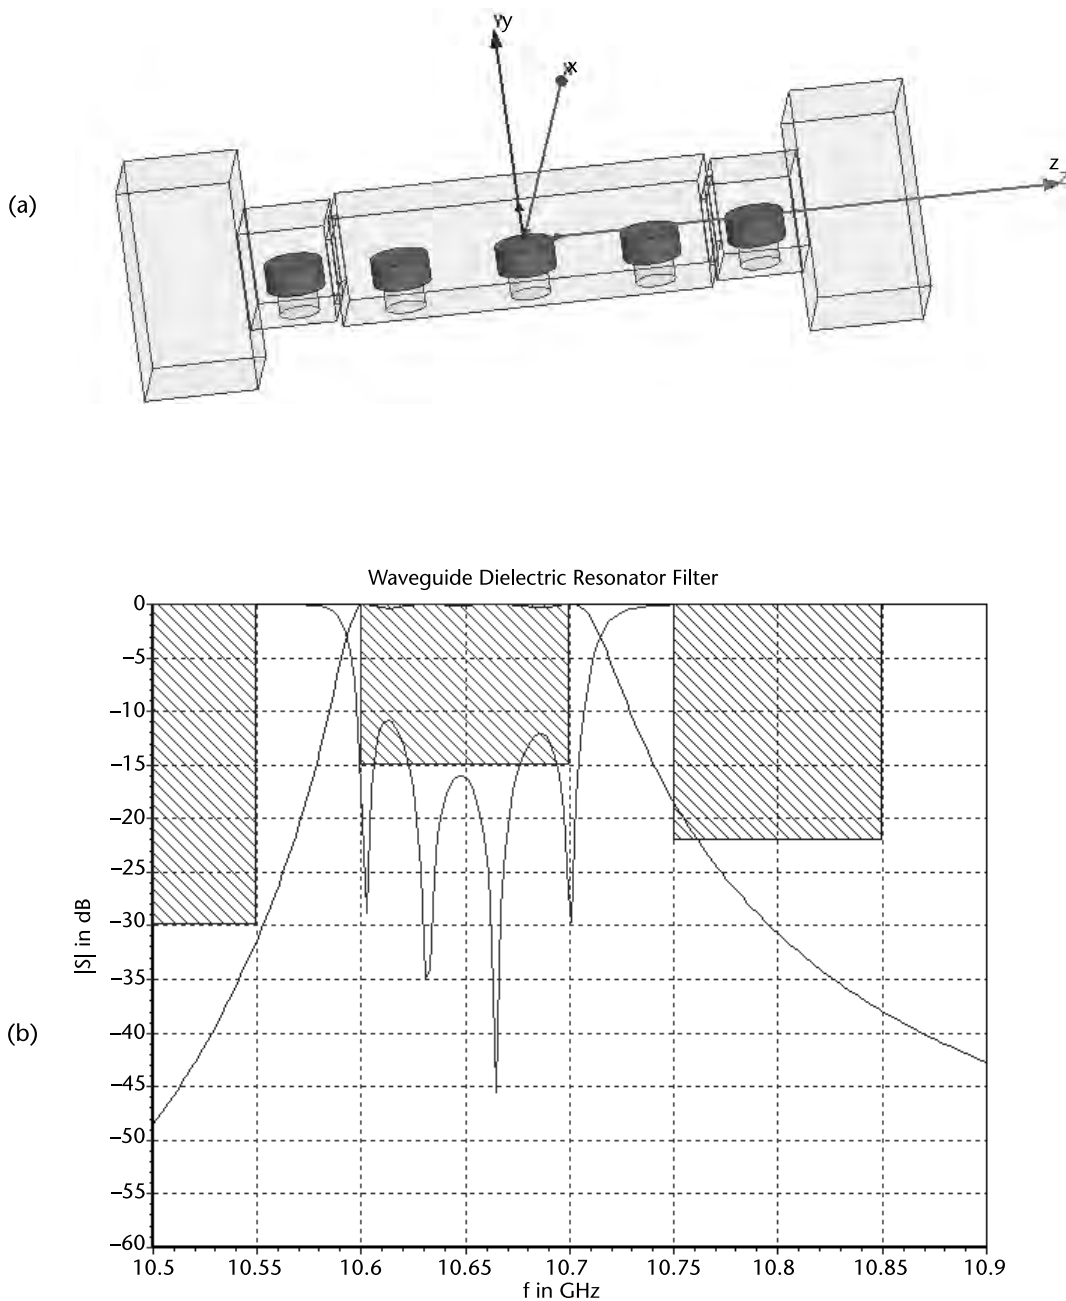 y
x
z
Z
(a)
Waveguide Dielectric Resonator Filter
0
−5
−10
−15
−20
−25
−30
−35
−40
−45
−50
−55
−60
|S| in dB
(b)
10.5 10.55 10.6 10.65 10.7 10.75 10.8 10.85 10.9
f in GHz